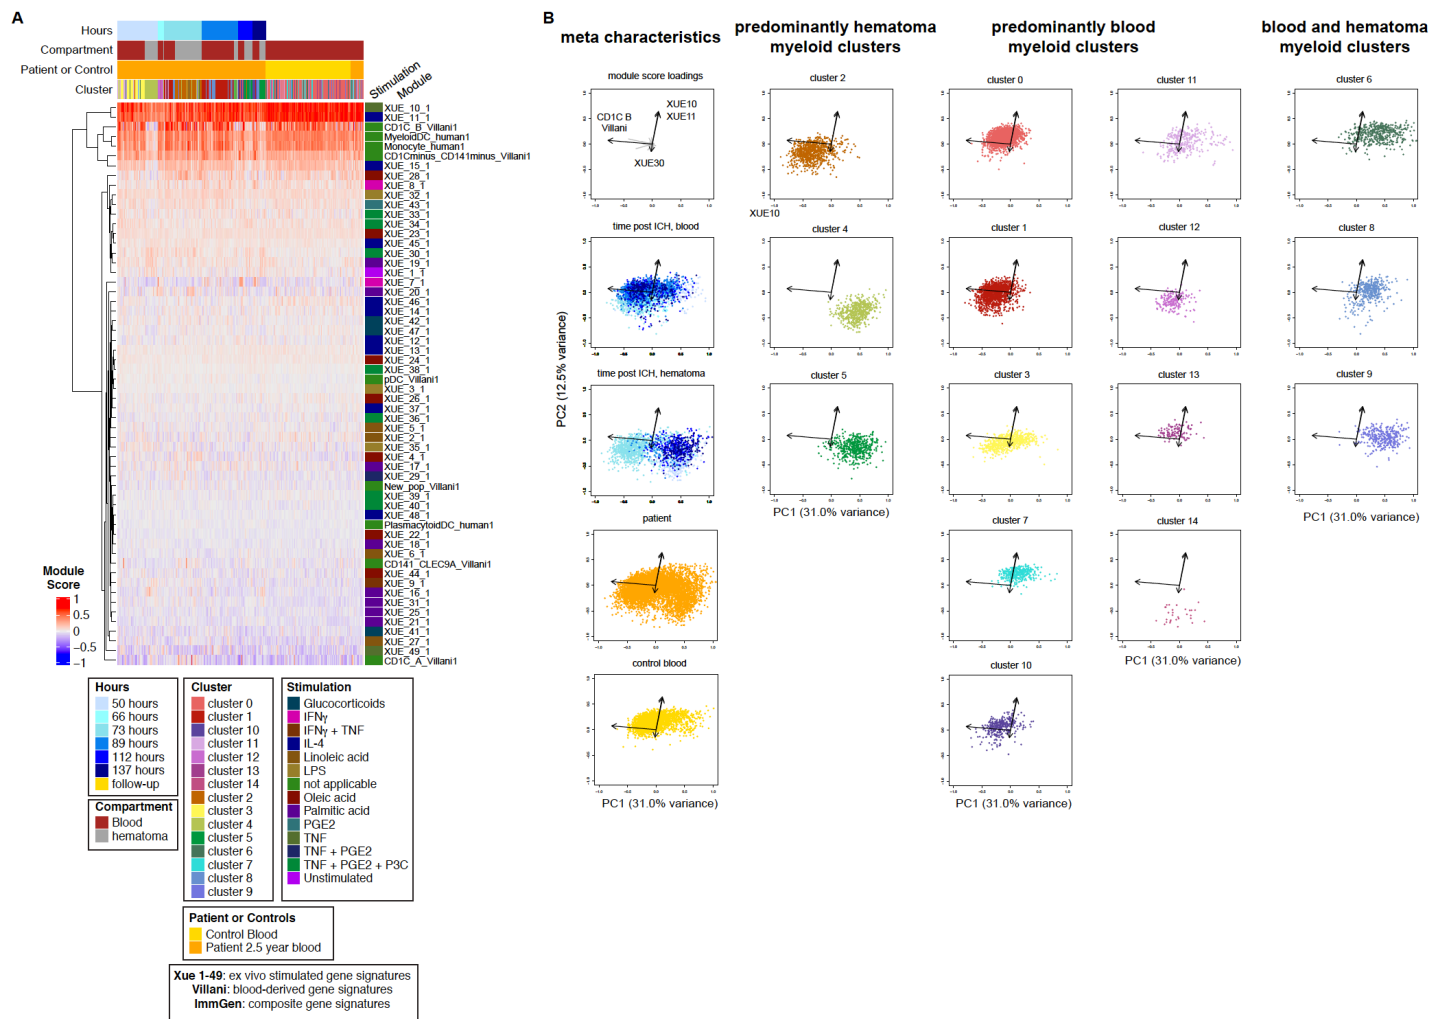 A
Hours
Compartment
Patient or Control
Cluster
Stimulation
Module
XUE_10_1
XUE_11_1
CD1C_B_Villani1
MyeloidDC_human1
Monocyte_human1
CD1Cminus_CD141minus_Villani1
XUE_15_1
XUE_28_1
XUE_8_1
XUE_32_1
XUE_43_1
XUE_33_1
XUE_34_1
XUE_23_1
XUE_45_1
XUE_30_1
XUE_19_1
XUE_1_1
XUE_7_1
XUE_20_1
XUE_46_1
XUE_14_1
XUE_42_1
XUE_47_1
XUE_12_1
XUE_13_1
XUE_24_1
XUE_38_1
pDC_Villani1
XUE_3_1
XUE_26_1
XUE_37_1
XUE_36_1
XUE_5_1
XUE_2_1
XUE_35_1
XUE_4_1
XUE_17_1
XUE_29_1
New_pop_Villani1
XUE_39_1
XUE_40_1
XUE_48_1
PlasmacytoidDC_human1
XUE_22_1
XUE_18_1
XUE_6_1
CD141_CLEC9A_Villani1
XUE_44_1
XUE_9_1
XUE_16_1
XUE_31_1
XUE_25_1
XUE_21_1
XUE_41_1
XUE_27_1
XUE_49_1
CD1C_A_Villani1
Module
Score
1
0.5
0
−0.5
−1
Hours
50 hours
66 hours
73 hours
89 hours
112 hours
137 hours
follow-up
Compartment
Blood
hematoma
Cluster
cluster 0
cluster 1
cluster 10
cluster 11
cluster 12
cluster 13
cluster 14
cluster 2
cluster 3
cluster 4
cluster 5
cluster 6
cluster 7
cluster 8
cluster 9
Stimulation
Glucocorticoids
IFNγ
IFNγ + TNF
IL-4
Linoleic acid
LPS
not applicable
Oleic acid
Palmitic acid
PGE2
TNF
TNF + PGE2
TNF + PGE2 + P3C
Unstimulated
Patient or Controls
Control Blood
Patient 2.5 year blood
Xue 1-49: ex vivo stimulated gene signatures
Villani: blood-derived gene signatures
ImmGen: composite gene signatures
B
meta characteristics
predominantly hematoma
myeloid clusters
predominantly blood
myeloid clusters
blood and hematoma
myeloid clusters
module score loadings
CD1C B
Villani
XUE10
XUE11
XUE30
cluster 2
cluster 0
cluster 11
cluster 6
XUE10
time post ICH, blood
cluster 4
cluster 1
cluster 12
cluster 8
time post ICH, hematoma
cluster 5
cluster 3
cluster 13
cluster 9
PC2 (12.5% variance)
PC1 (31.0% variance)
PC1 (31.0% variance)
patient
cluster 7
cluster 14
PC1 (31.0% variance)
control blood
cluster 10
PC1 (31.0% variance)
PC1 (31.0% variance)